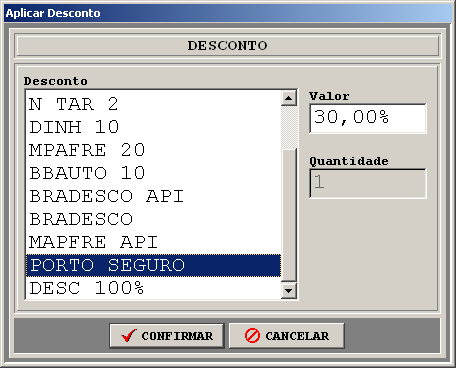 Aplicar Desconto
DESCONTO
Desconto
N TAR 2
DINH 10
MPAFRE 20
BBAUTO 10
BRADESCO API
BRADESCO
MAPFRE API
PORTO SEGURO
DESC 100%
Valor
30,00%
Quantidade
1
CONFIRMAR
CANCELAR